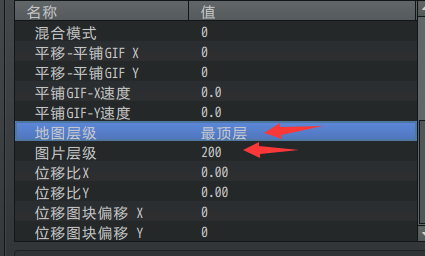 名称 值
混合模式 0
平移-平铺GIF X 0
平移-平铺GIF Y 0
平铺GIF-X速度 0.0
平铺GIF-Y速度 0.0
地图层级 最顶层
图片层级 200
位移比X 0.00
位移比Y 0.00
位移图块偏移 X 0
位移图块偏移 Y 0